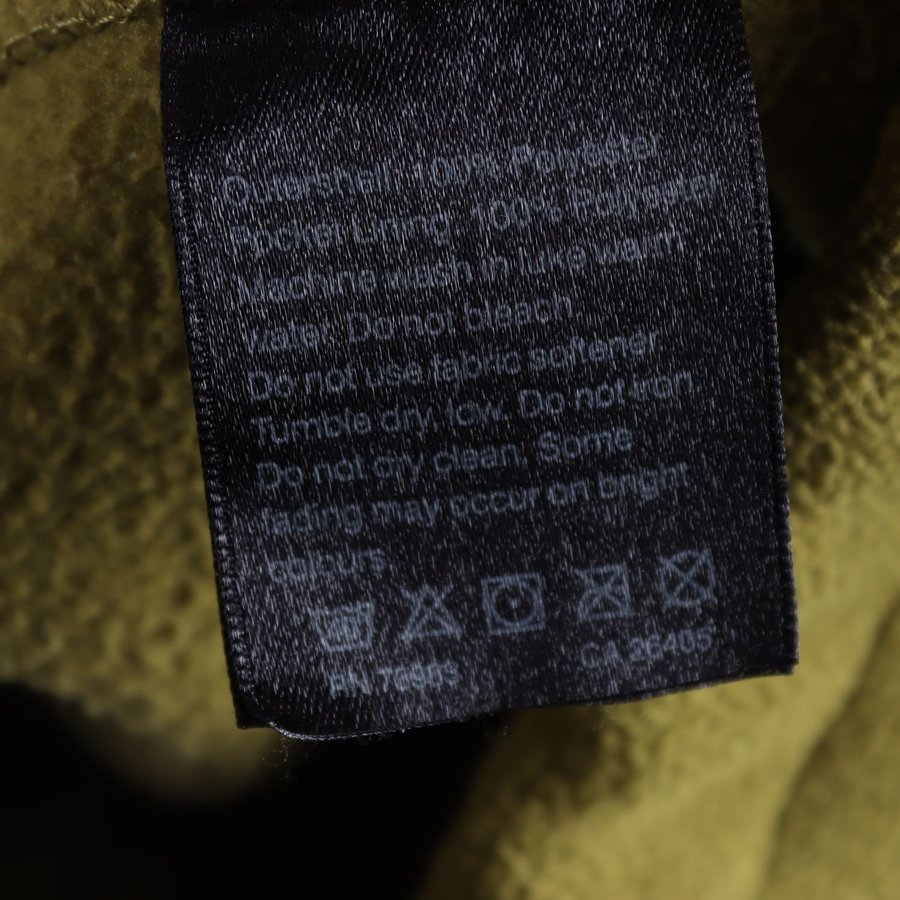 Outershell: 100% Polyester
Pocket Lining: 100% Polyester
Machine wash in luke warm
water. Do not bleach.
Do not use fabric softener.
Tumble dry, low. Do not iron.
Do not dry clean. Some
fading may occur on bright
colours.
RN CA 26405